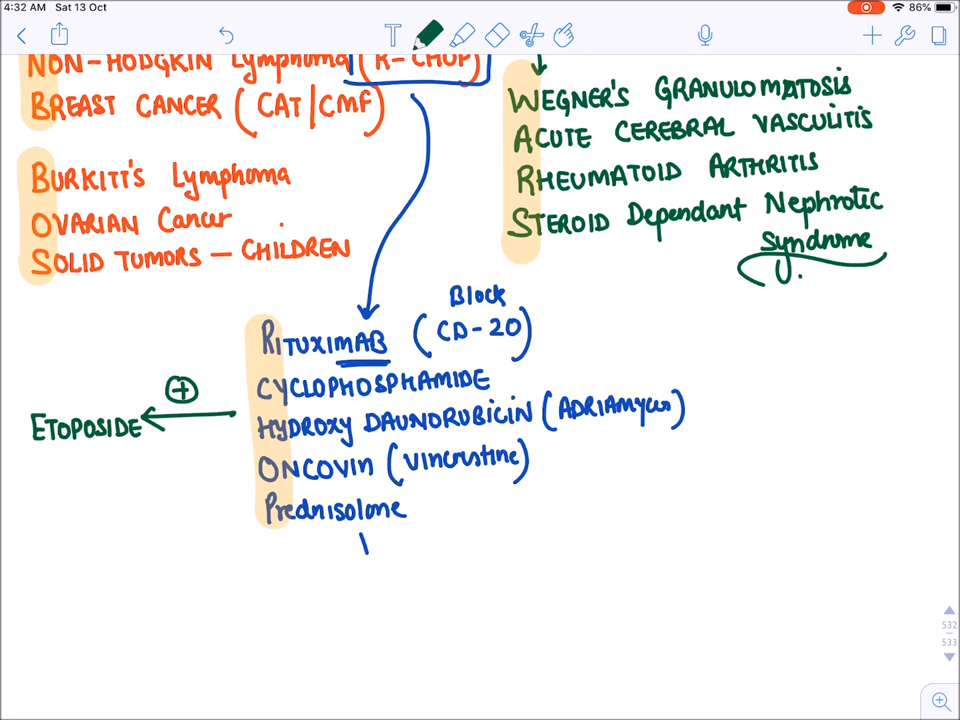 4:32 AM Sat 13 Oct
86%
T
NON-HODGKIN Lymphoma (R-CHOP)
BREAST CANCER (CAT/CMF)
BURKITT'S Lymphoma
OVARIAN Cancer
SOLID TUMORS – CHILDREN
WEGNER'S GRANULOMATOSIS
ACUTE CEREBRAL VASCULITIS
RHEUMATOID ARTHRITIS
STEROID Dependant Nephrotic
Syndrome
Block
RITUXIMAB (CD-20)
CYCLOPHOSPHAMIDE
HYDROXY DAUNORUBICIN (ADRIAMYCIN)
ONCOVIN (Vincrstine)
Prednisolone
+
ETOPOSIDE
532
533